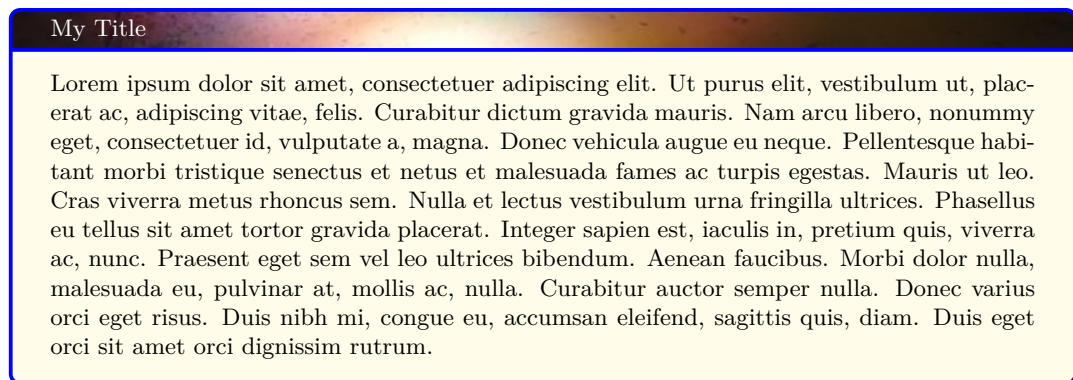 My Title
Lorem ipsum dolor sit amet, consectetuer adipiscing elit. Ut purus elit, vestibulum ut, plac-
erat ac, adipiscing vitae, felis. Curabitur dictum gravida mauris. Nam arcu libero, nonummy
eget, consectetuer id, vulputate a, magna. Donec vehicula augue eu neque. Pellentesque habi-
tant morbi tristique senectus et netus et malesuada fames ac turpis egestas. Mauris ut leo.
Cras viverra metus rhoncus sem. Nulla et lectus vestibulum urna fringilla ultrices. Phasellus
eu tellus sit amet tortor gravida placerat. Integer sapien est, iaculis in, pretium quis, viverra
ac, nunc. Praesent eget sem vel leo ultrices bibendum. Aenean faucibus. Morbi dolor nulla,
malesuada eu, pulvinar at, mollis ac, nulla. Curabitur auctor semper nulla. Donec varius
orci eget risus. Duis nibh mi, congue eu, accumsan eleifend, sagittis quis, diam. Duis eget
orci sit amet orci dignissim rutrum.